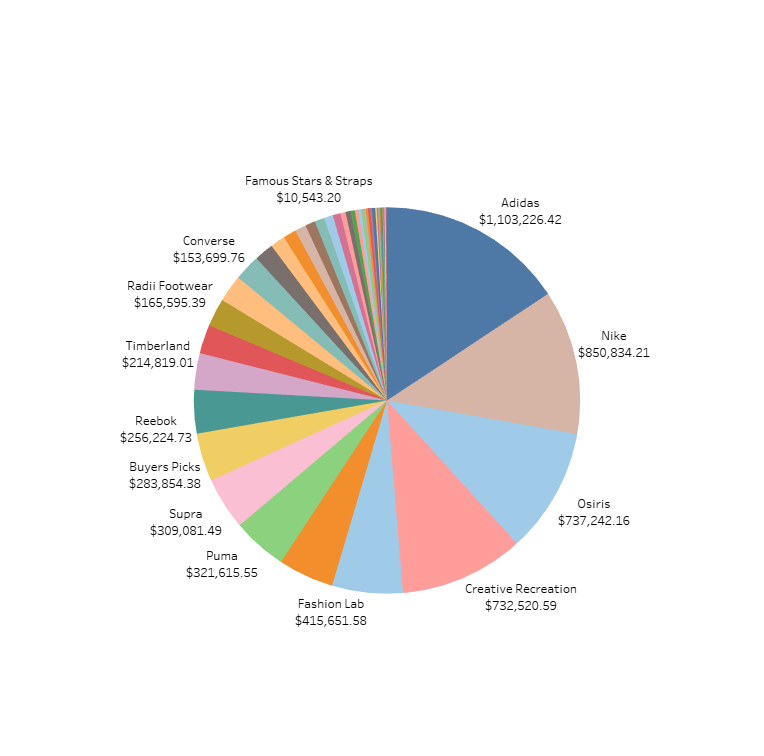 Famous Stars & Straps
$10,543.20
Adidas
$1,103,226.42
Converse
$153,699.76
Nike
$850,834.21
Radii Footwear
$165,595.39
Timberland
$214,819.01
Reebok
$256,224.73
Buyers Picks
$283,854.38
Osiris
$737,242.16
Supra
$309,081.49
Puma
$321,615.55
Creative Recreation
$732,520.59
Fashion Lab
$415,651.58